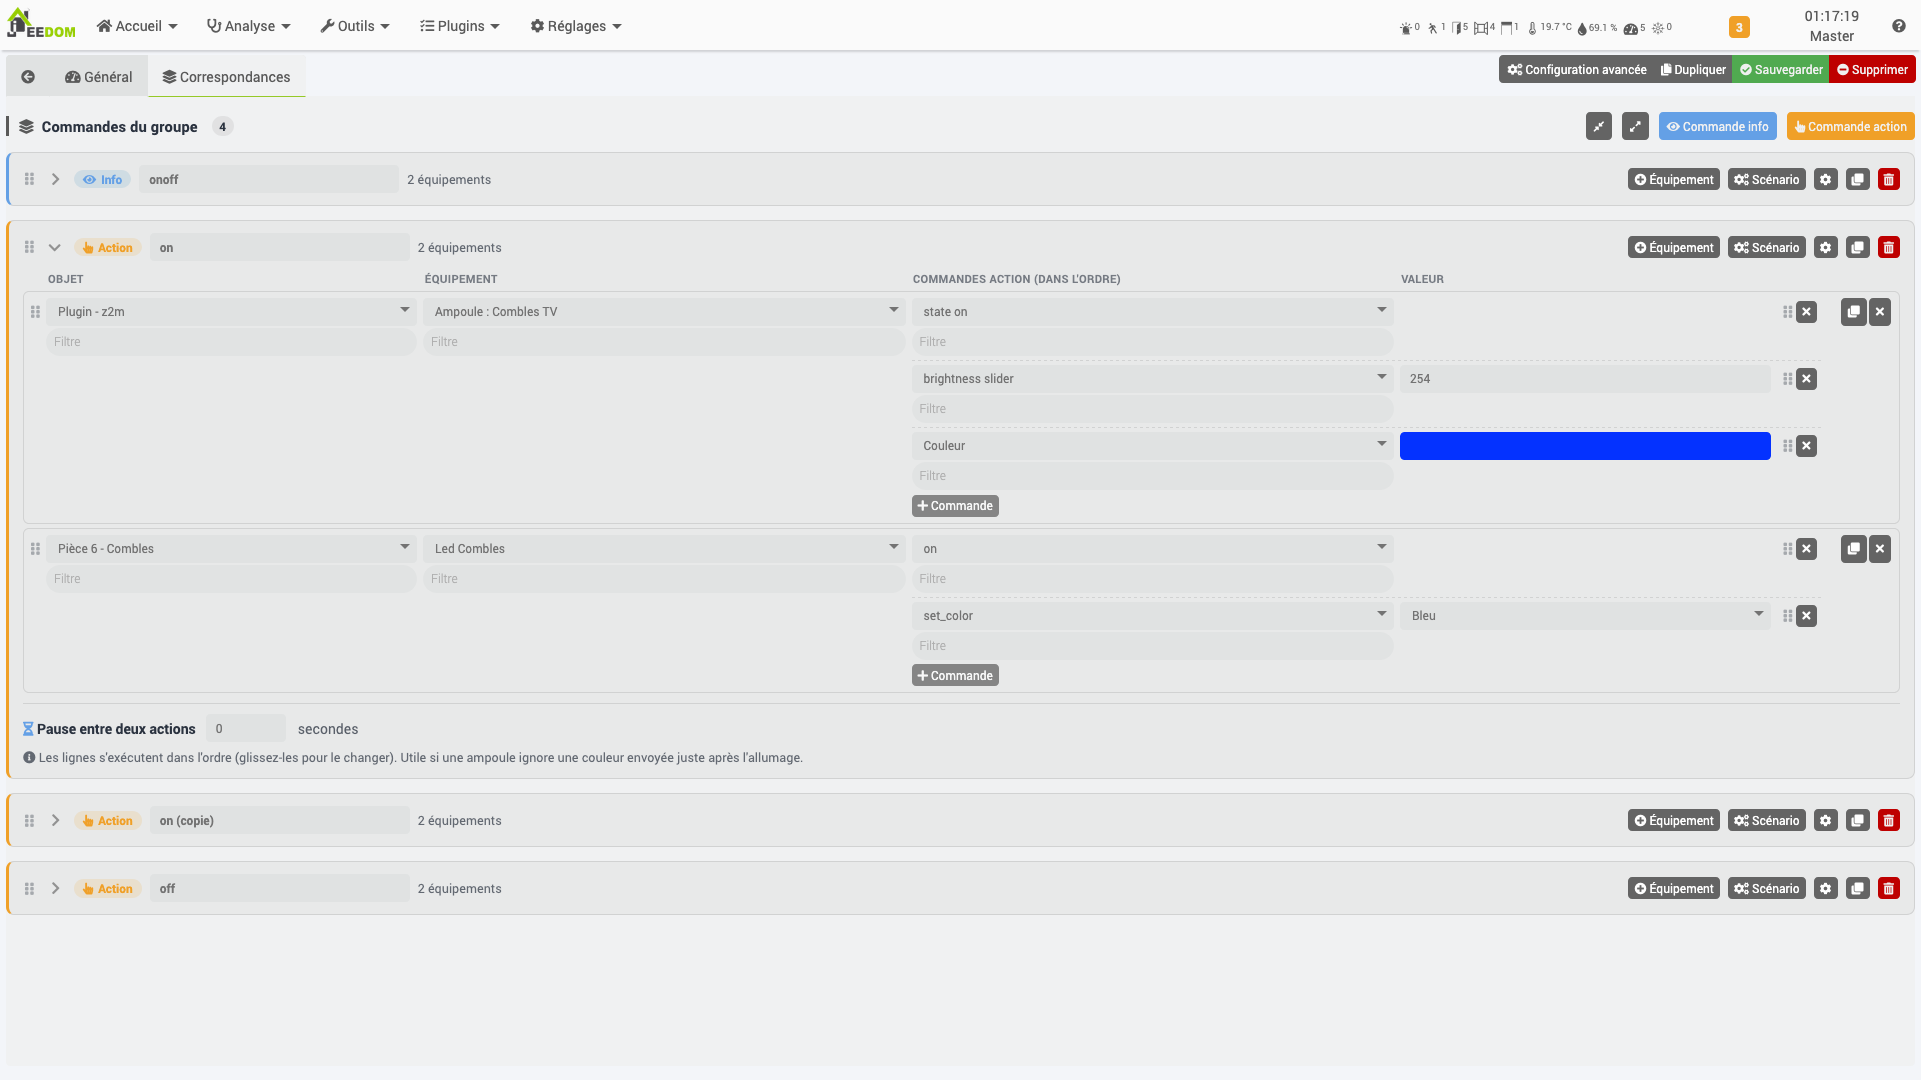 EEDOM
Accueil
Analyse
Outils
Plugins
Réglages
0
1
5
4
1
19.7 °C
69.1 %
5
0
3
01:17:19
Master
Général
Correspondances
Configuration avancée
Dupliquer
Sauvegarder
Supprimer
Commandes du groupe 4
Commande info
Commande action
Info onoff 2 équipements
Équipement
Scénario
Action on 2 équipements
Équipement
Scénario
OBJET ÉQUIPEMENT COMMANDES ACTION (DANS L'ORDRE) VALEUR
Plugin - z2m Ampoule : Combles TV state on
Filtre Filtre Filtre
brightness slider 254
Filtre
Couleur
Filtre
Commande
Pièce 6 - Combles Led Combles on
Filtre Filtre Filtre
set_color Bleu
Filtre
Commande
Pause entre deux actions 0 secondes
Les lignes s'exécutent dans l'ordre (glissez-les pour le changer). Utile si une ampoule ignore une couleur envoyée juste après l'allumage.
Action on (copie) 2 équipements
Équipement
Scénario
Action off 2 équipements
Équipement
Scénario